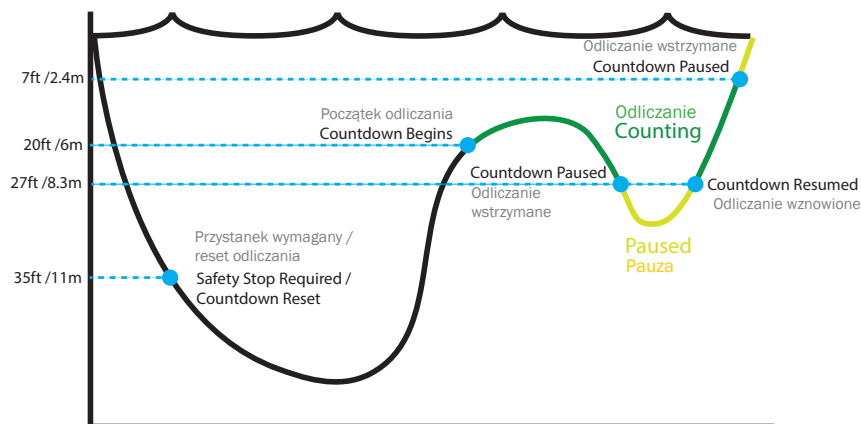 Odliczanie wstrzymane
Countdown Paused
7ft /2.4m
Początek odliczania
Countdown Begins
Odliczanie
Counting
20ft /6m
27ft /8.3m
Countdown Paused
Odliczanie
wstrzymane
Countdown Resumed
Odliczanie wznowione
Przystanek wymagany /
reset odliczania
Safety Stop Required /
Countdown Reset
35ft /11m
Paused
Pauza